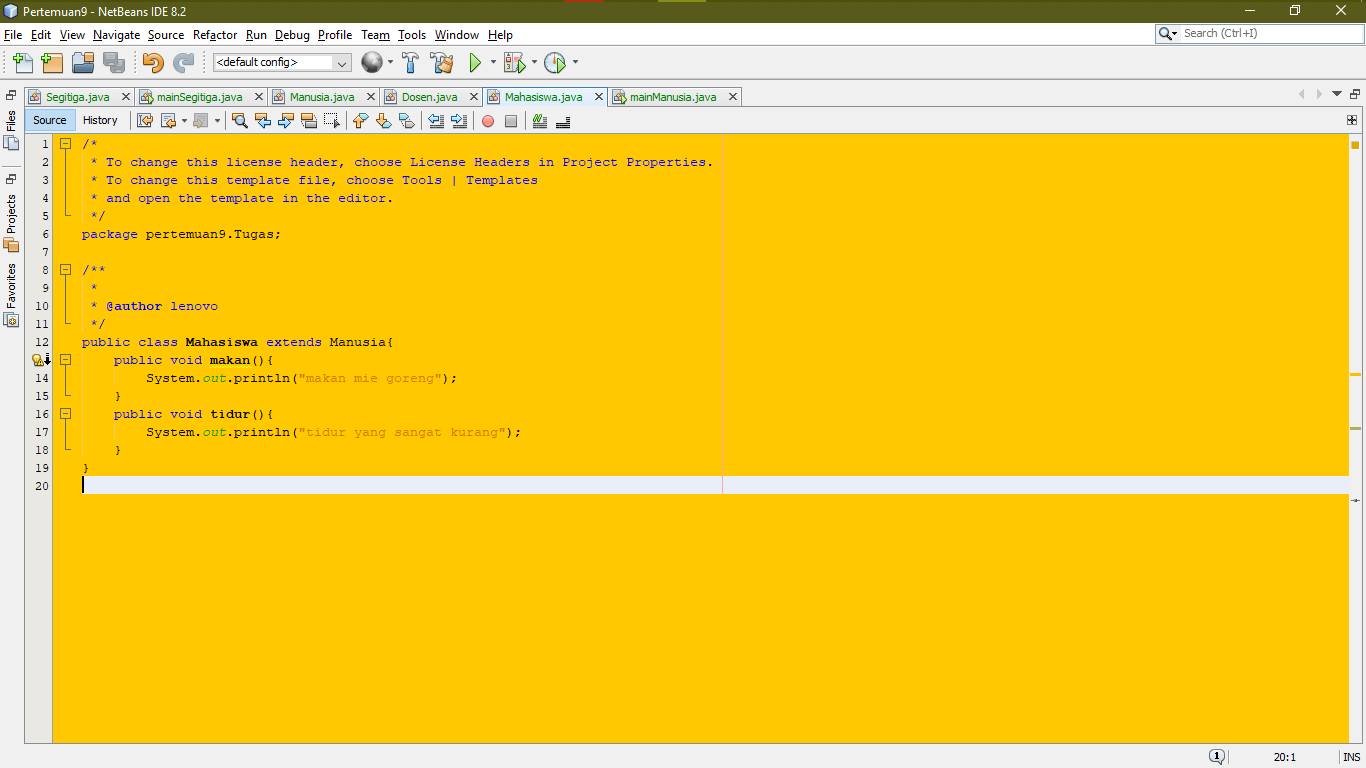 Pertemuan9 - NetBeans IDE 8.2
File Edit View Navigate Source Refactor Run Debug Profile Team Tools Window Help
Search (Ctrl+I)
<default config>
Segitiga.java mainSegitiga.java Manusia.java Dosen.java Mahasiswa.java mainManusia.java
Source History
Files
Projects
Favorites
1 /*
2  * To change this license header, choose License Headers in Project Properties.
3  * To change this template file, choose Tools | Templates
4  * and open the template in the editor.
5  */
6 package pertemuan9.Tugas;
7
8 /**
9  *
10  * @author lenovo
11  */
12 public class Mahasiswa extends Manusia{
    public void makan(){
14         System.out.println("makan mie goreng");
15     }
16     public void tidur(){
17         System.out.println("tidur yang sangat kurang");
18     }
19 }
20
1
20:1
INS